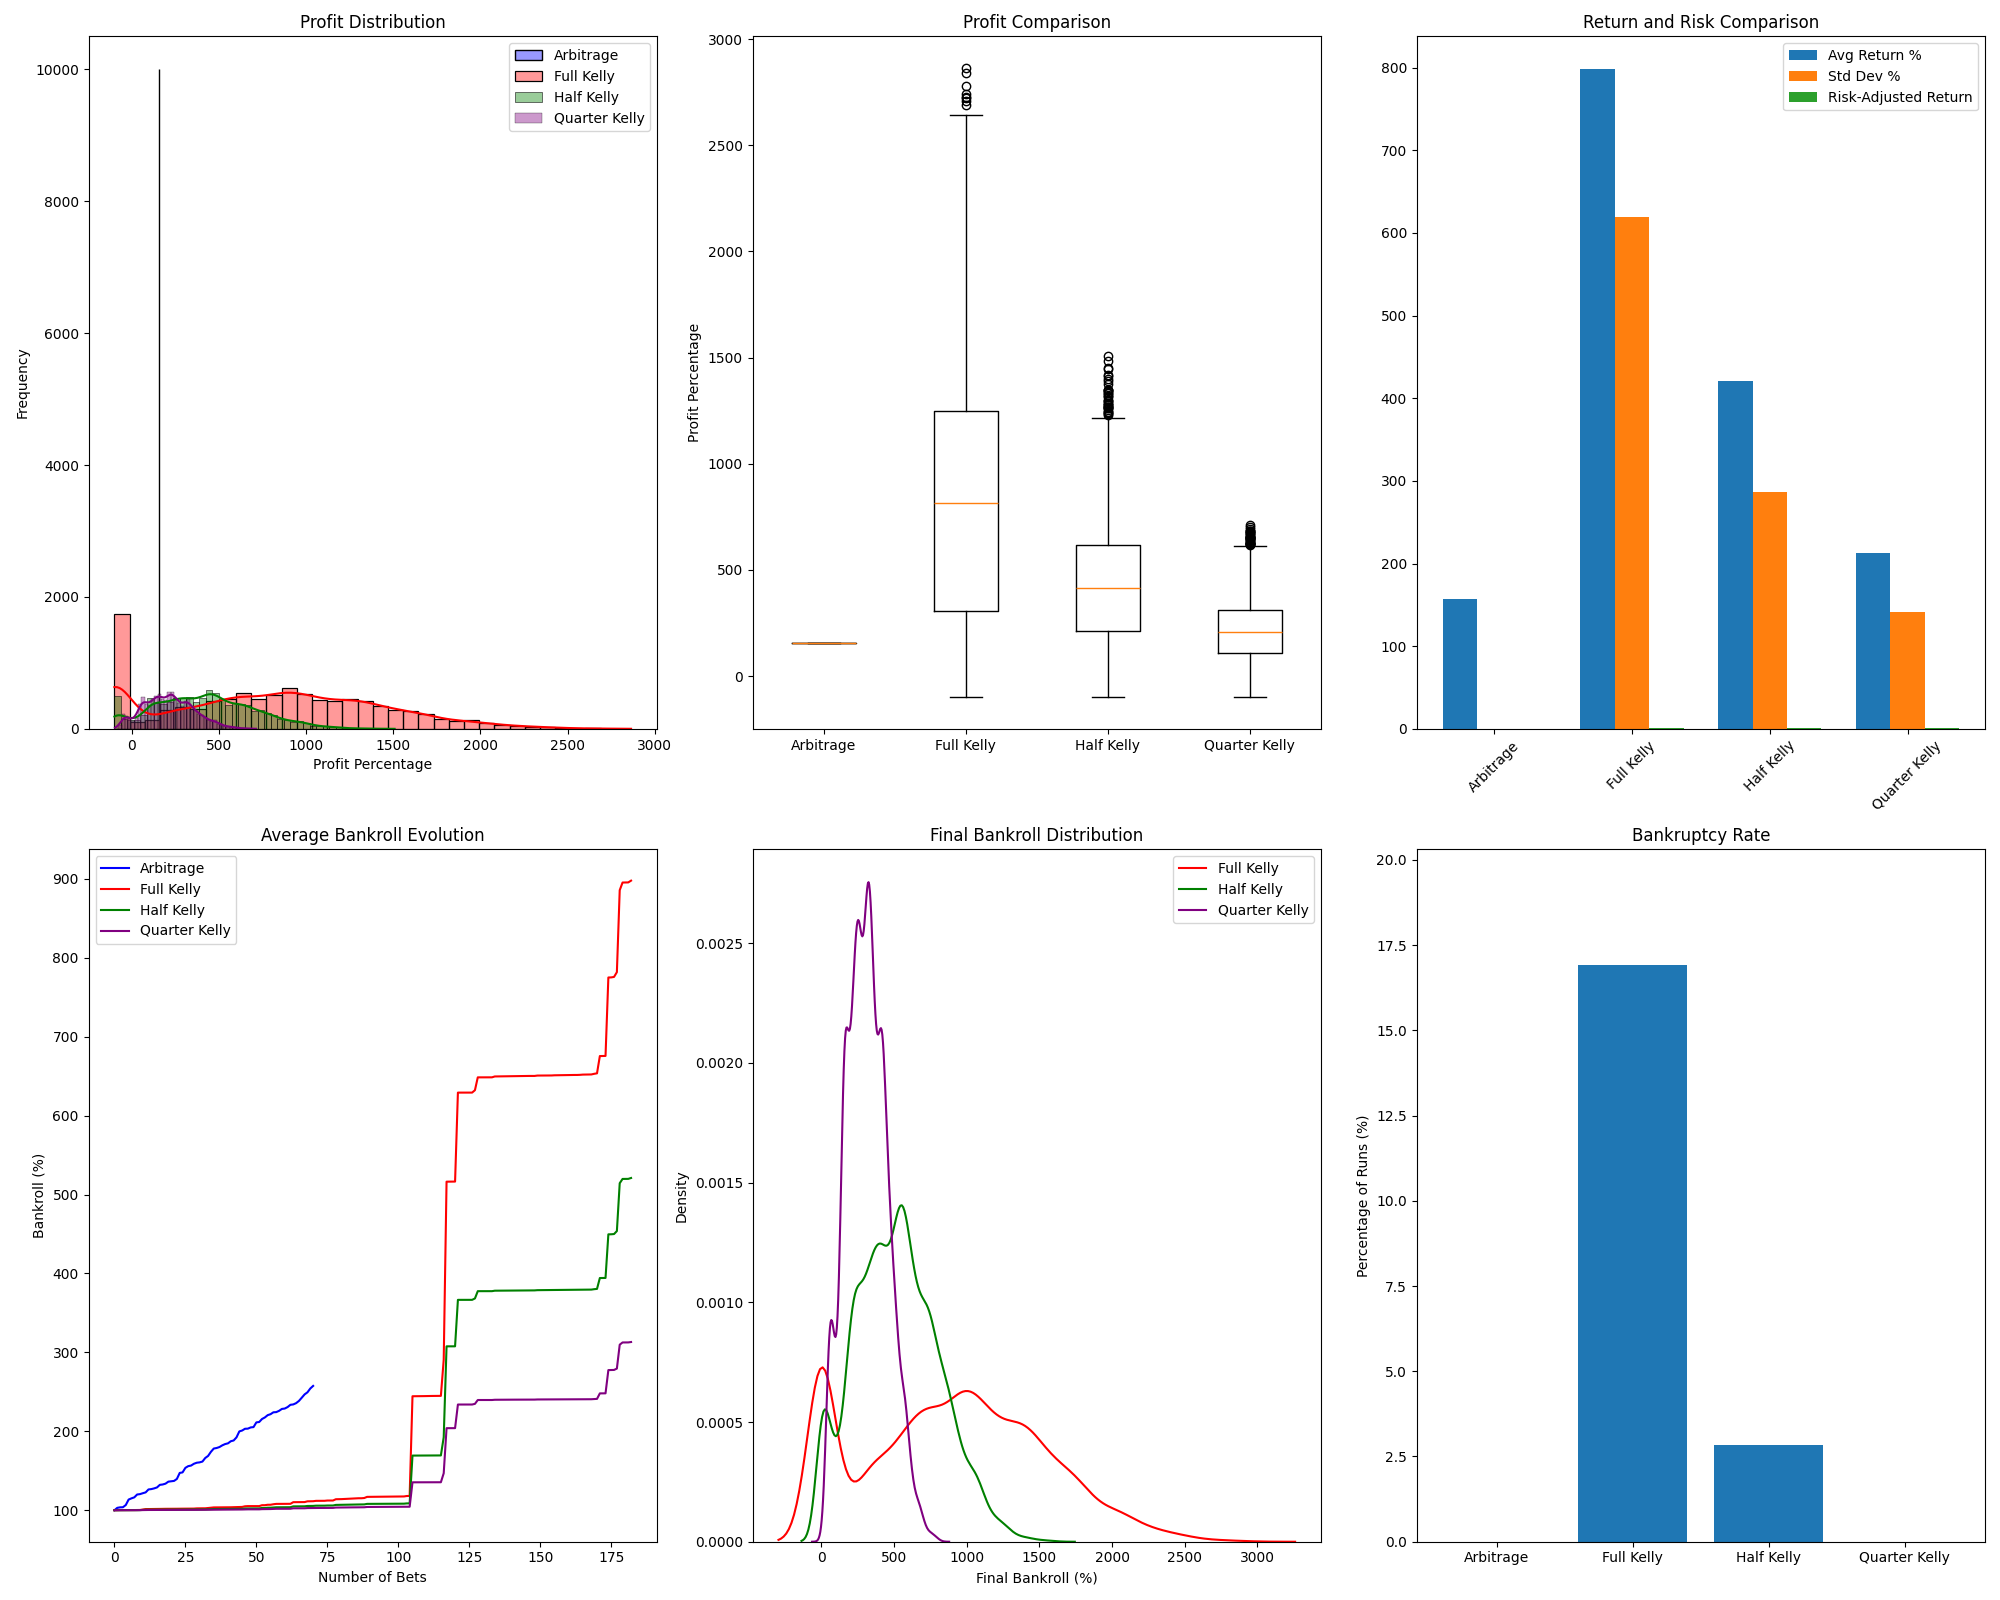 Profit Distribution
Frequency
10000
8000
6000
4000
2000
0
Arbitrage
Full Kelly
Half Kelly
Quarter Kelly
0 500 1000 1500 2000 2500 3000
Profit Percentage
Profit Comparison
Profit Percentage
3000
2500
2000
1500
1000
500
0
Arbitrage Full Kelly Half Kelly Quarter Kelly
Return and Risk Comparison
800
700
600
500
400
300
200
100
0
Avg Return %
Std Dev %
Risk-Adjusted Return
Arbitrage Full Kelly Half Kelly Quarter Kelly
Average Bankroll Evolution
Bankroll (%)
900
800
700
600
500
400
300
200
100
Arbitrage
Full Kelly
Half Kelly
Quarter Kelly
0 25 50 75 100 125 150 175
Number of Bets
Final Bankroll Distribution
Density
0.0025
0.0020
0.0015
0.0010
0.0005
0.0000
Full Kelly
Half Kelly
Quarter Kelly
0 500 1000 1500 2000 2500 3000
Final Bankroll (%)
Bankruptcy Rate
Percentage of Runs (%)
20.0
17.5
15.0
12.5
10.0
7.5
5.0
2.5
0.0
Arbitrage Full Kelly Half Kelly Quarter Kelly